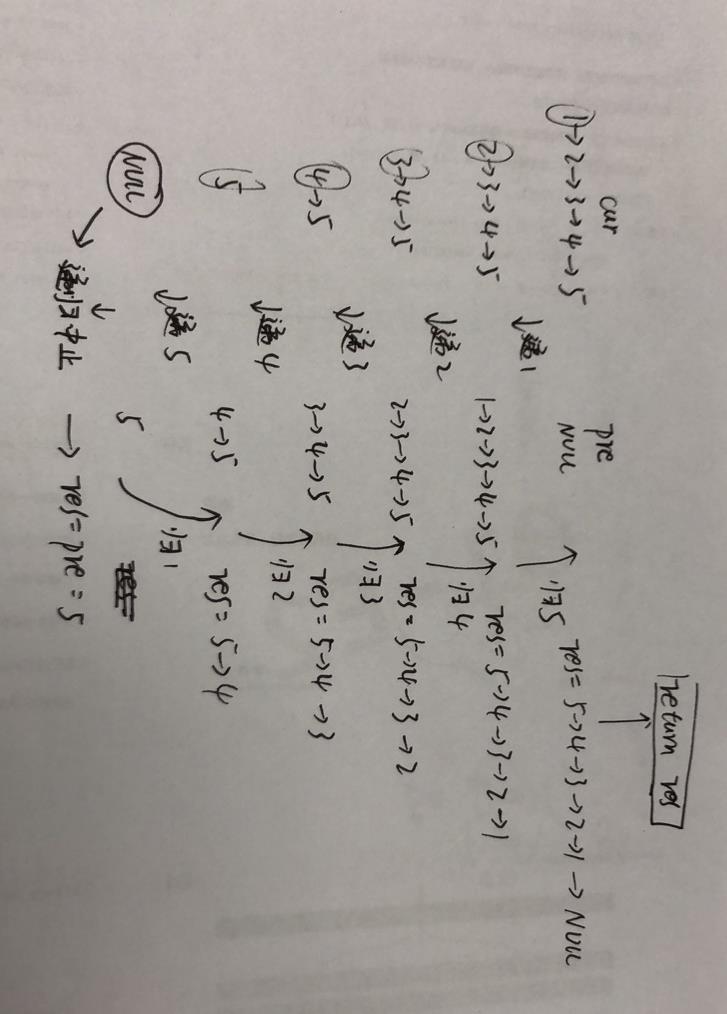 return res
cur pre
1→2→3→4→5 NULL 归5 res= 5→4→3→2→1→NULL
↓递1
2→3→4→5 1→2→3→4→5 res= 5→4→3→2→1
↓递2 归4
3→4→5 2→3→4→5 res= 5→4→3→2
↓递3 归3
4→5 3→4→5 res= 5→4→3
↓递4 归2
5 4→5 res= 5→4
↓递5 归1
NULL 5
递归中止 → res=pre=5